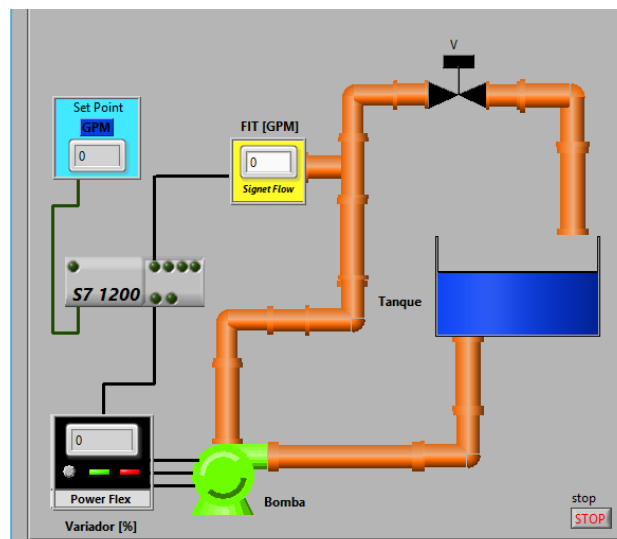 V
Set Point
GPM
0
FIT [GPM]
0
Signet Flow
S7 1200
Tanque
0
Power Flex
Variador [%]
Bomba
stop
STOP